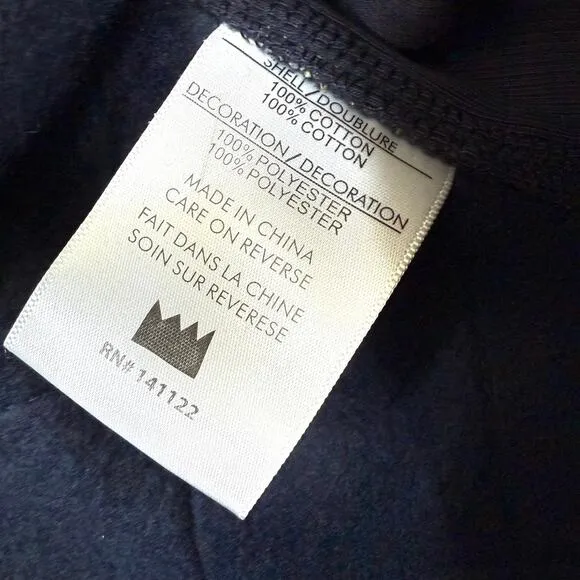 SHELL/DOUBLURE
100% COTTON
100% COTTON
DECORATION/DECORATION
100% POLYESTER
100% POLYESTER
MADE IN CHINA
CARE ON REVERSE
FAIT DANS LA CHINE
SOIN SUR REVERESE
RN# 141122